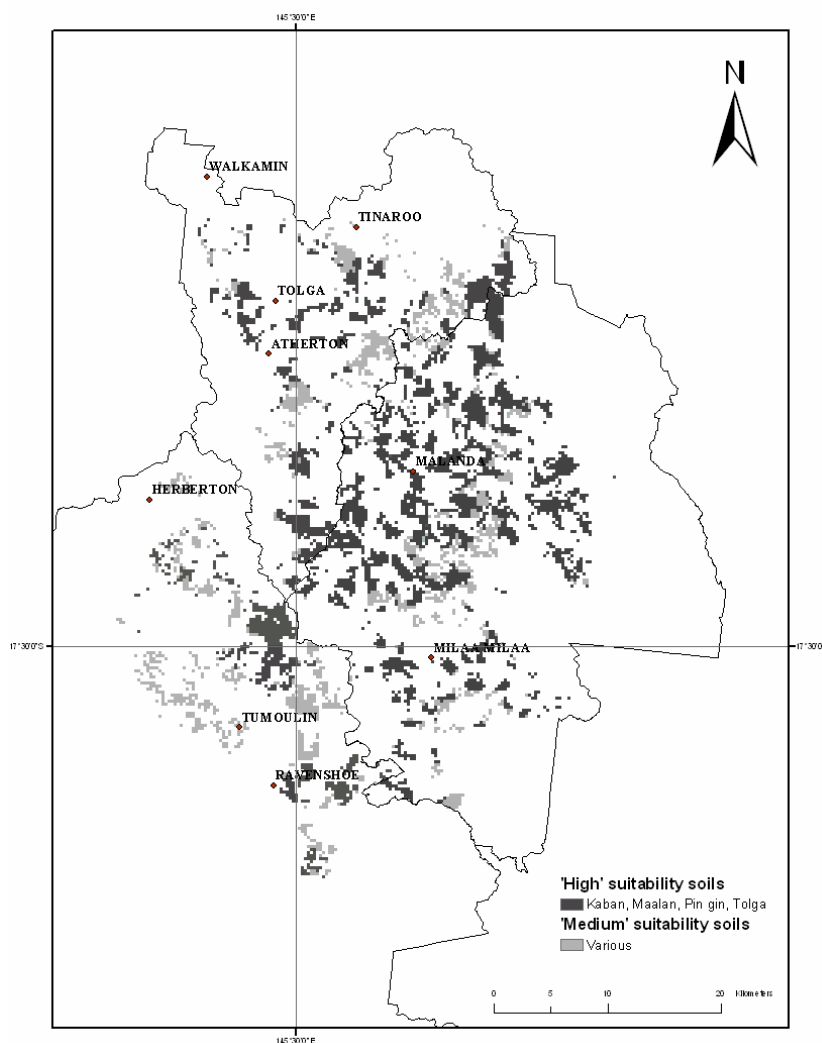 145°30'0"E
N
WALKAMIN
TINAROO
TOLGA
ATHERTON
MALANDA
HERBERTON
17°30'0"S
MILAA MILAA
17°30'0
TUMOULIN
RAVENSHOE
'High' suitability soils
Kaban, Maalan, Pin gin, Tolga
'Medium' suitability soils
Various
0 5 10 20 Kilometers
145°30'0"E